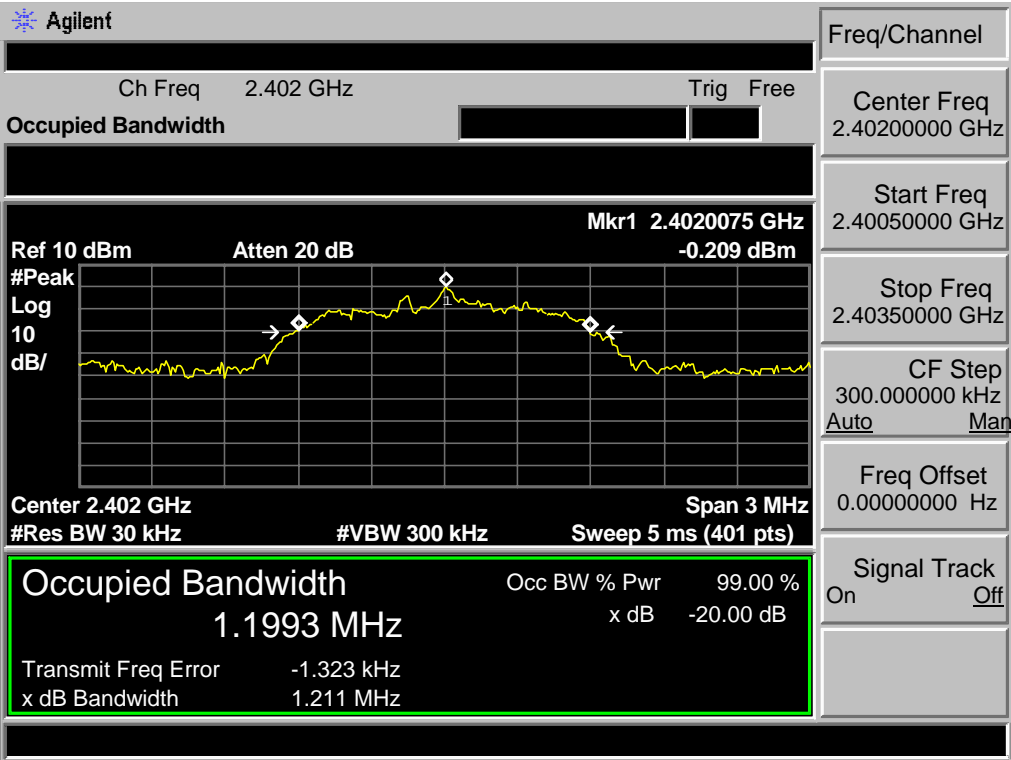 Agilent
Freq/Channel
Ch Freq 2.402 GHz Trig Free
Occupied Bandwidth
Center Freq
2.40200000 GHz
Start Freq
2.40050000 GHz
Stop Freq
2.40350000 GHz
CF Step
300.000000 kHz
Auto Man
Freq Offset
0.00000000 Hz
Signal Track
On Off
Mkr1 2.4020075 GHz
Ref 10 dBm Atten 20 dB -0.209 dBm
#Peak
Log
10
dB/
1
Center 2.402 GHz Span 3 MHz
#Res BW 30 kHz #VBW 300 kHz Sweep 5 ms (401 pts)
Occupied Bandwidth Occ BW % Pwr 99.00 %
1.1993 MHz x dB -20.00 dB
Transmit Freq Error -1.323 kHz
x dB Bandwidth 1.211 MHz